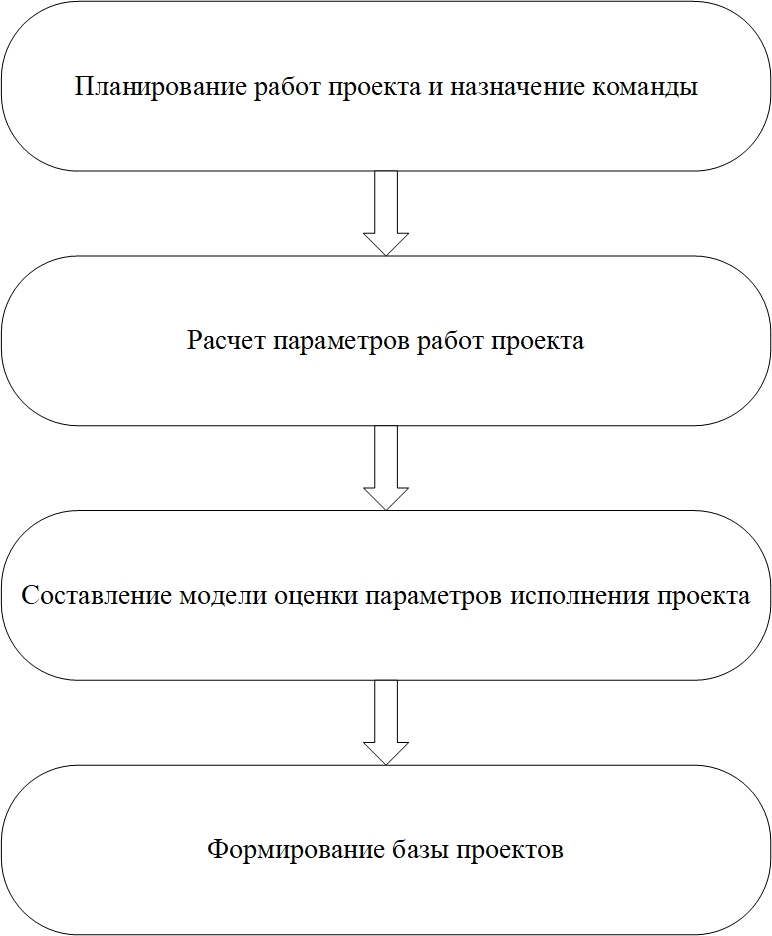 Планирование работ проекта и назначение команды
Расчет параметров работ проекта
Составление модели оценки параметров исполнения проекта
Формирование базы проектов